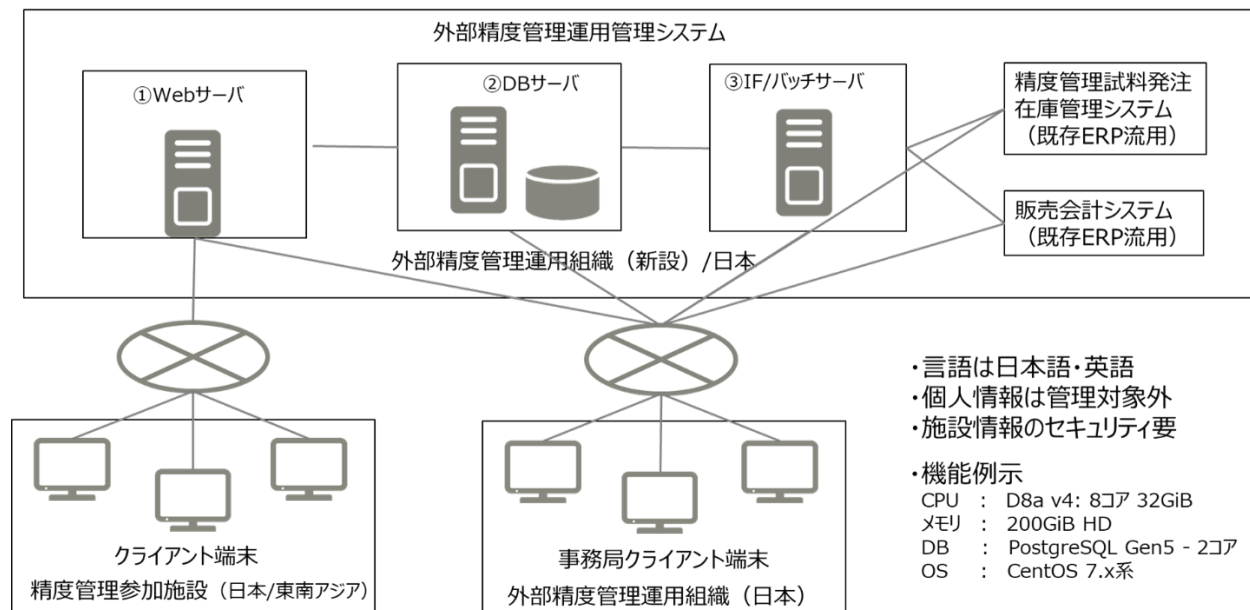 外部精度管理運用管理システム
①Webサーバ
②DBサーバ
③IF/バッチサーバ
精度管理試料発注
在庫管理システム
（既存ERP流用）
販売会計システム
（既存ERP流用）
外部精度管理運用組織（新設）/日本
・言語は日本語・英語
・個人情報は管理対象外
・施設情報のセキュリティ要
・機能例示
CPU : D8a v4: 8コア 32GiB
メモリ : 200GiB HD
DB : PostgreSQL Gen5 - 2コア
OS : CentOS 7.x系
クライアント端末
精度管理参加施設（日本/東南アジア）
事務局クライアント端末
外部精度管理運用組織（日本）